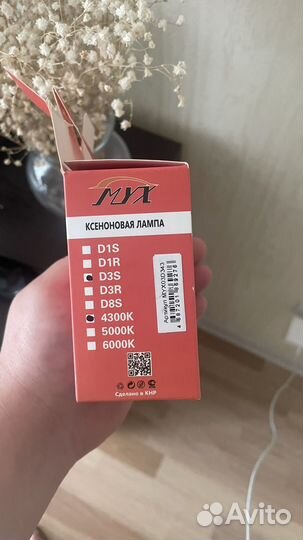 MYX
КСЕНОНОВАЯ ЛАМПА
D1S
D1R
D3S
D3R
D8S
4300K
5000K
6000K
Сделано в КНР
Avito